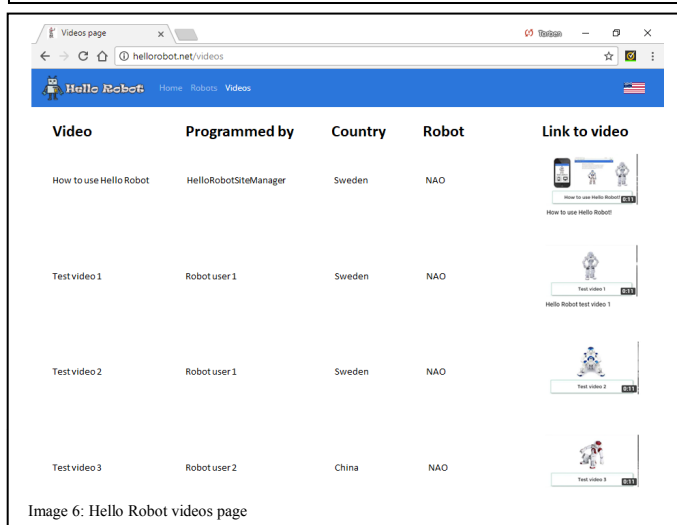 Videos page
Torben
hellorobot.net/videos
Hello Robot Home Robots Videos
Video Programmed by Country Robot Link to video
How to use Hello Robot HelloRobotSiteManager Sweden NAO
How to use Hello Robot! 0:11
How to use Hello Robot!
Test video 1 Robot user 1 Sweden NAO
Test video 1 0:11
Hello Robot test video 1
Test video 2 Robot user 1 Sweden NAO
Test video 2 0:11
Test video 3 Robot user 2 China NAO
Test video 3 0:11
Image 6: Hello Robot videos page